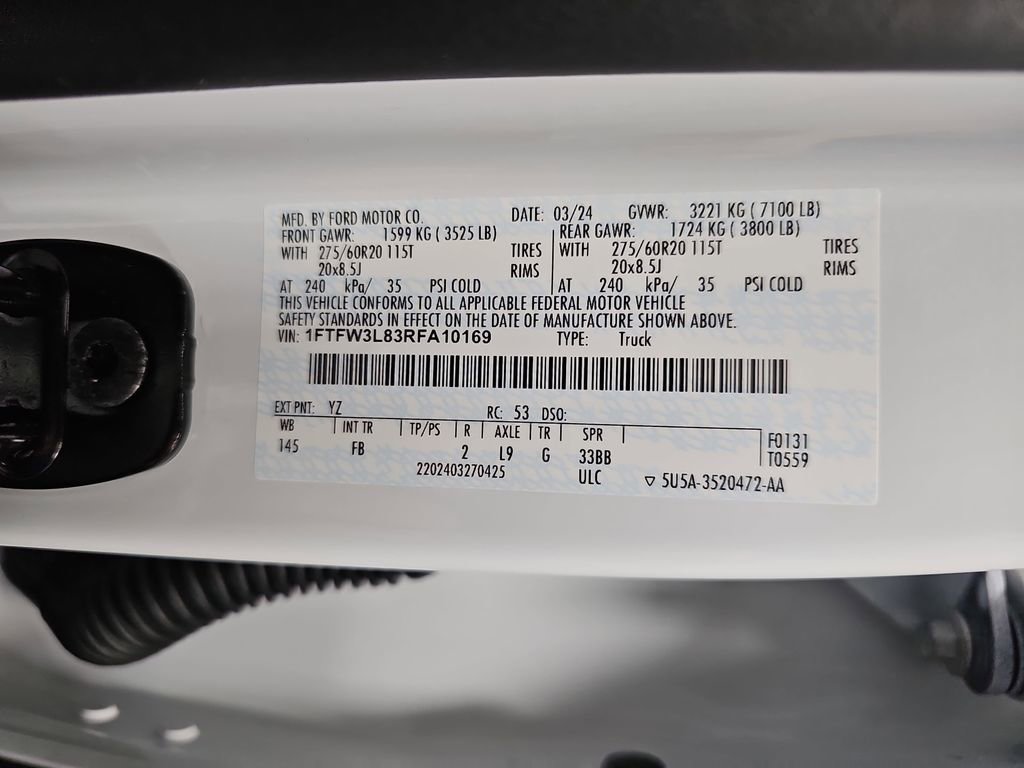 MFD. BY FORD MOTOR CO. DATE: 03/24 GVWR: 3221 KG ( 7100 LB)
FRONT GAWR: 1599 KG ( 3525 LB) REAR GAWR: 1724 KG ( 3800 LB)
WITH 275/60R20 115T TIRES WITH 275/60R20 115T TIRES
20x8.5J RIMS 20x8.5J RIMS
AT 240 kPa/ 35 PSI COLD AT 240 kPa/ 35 PSI COLD
THIS VEHICLE CONFORMS TO ALL APPLICABLE FEDERAL MOTOR VEHICLE
SAFETY STANDARDS IN EFFECT ON THE DATE OF MANUFACTURE SHOWN ABOVE.
VIN: 1FTFW3L83RFA10169 TYPE: Truck
EXT PNT: YZ RC: 53 DSO:
WB INT TR TP/PS R AXLE TR SPR F0131
145 FB 2 L9 G 33BB T0559
2202403270425 ULC ▽ 5U5A-3520472-AA